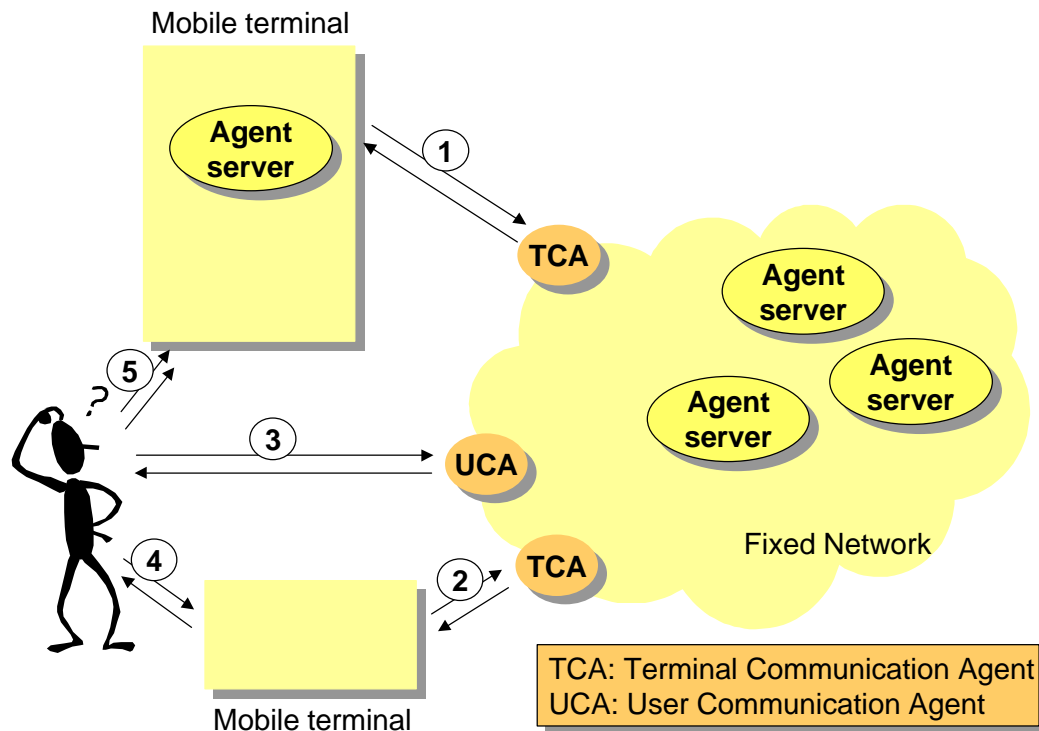 Mobile terminal
Agent
server
1
TCA
Agent
server
Agent
server
Agent
server
5
?
3
UCA
4
2
TCA
Fixed Network
Mobile terminal
TCA: Terminal Communication Agent
UCA: User Communication Agent